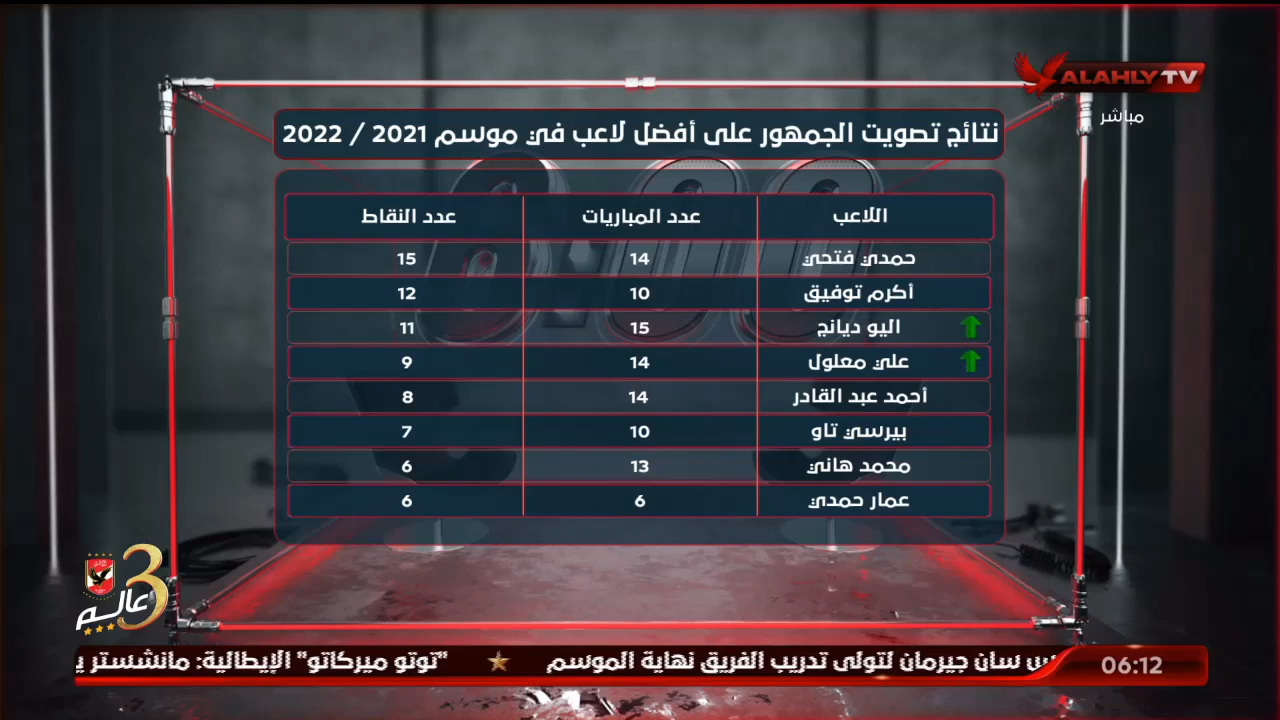 ALAHLY TV
مباشر
نتائج تصويت الجمهور على أفضل لاعب في موسم 2021 / 2022
اللاعب عدد المباريات عدد النقاط
حمدي فتحي 14 15
أكرم توفيق 10 12
اليو ديانج 15 11
علي معلول 14 9
أحمد عبد القادر 14 8
بيرسي تاو 10 7
محمد هاني 13 6
عمار حمدي 6 6
3 عالم
06:12 سان جيرمان لتولى تدريب الفريق نهاية الموسم "توتو ميركاتو" الإيطالية: مانشستر